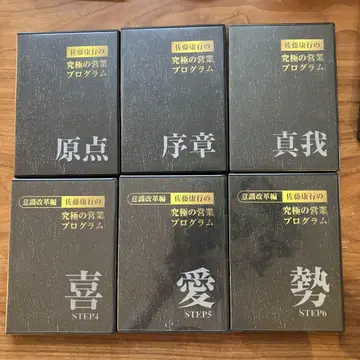 佐藤康行の
究極の営業
プログラム
原点
佐藤康行の
究極の営業
プログラム
序章
佐藤康行の
究極の営業
プログラム
真我
意識改革編 佐藤康行の
究極の営業
プログラム
喜
STEP4
意識改革編 佐藤康行の
究極の営業
プログラム
愛
STEP5
意識改革編 佐藤康行の
究極の営業
プログラム
勢
STEP6